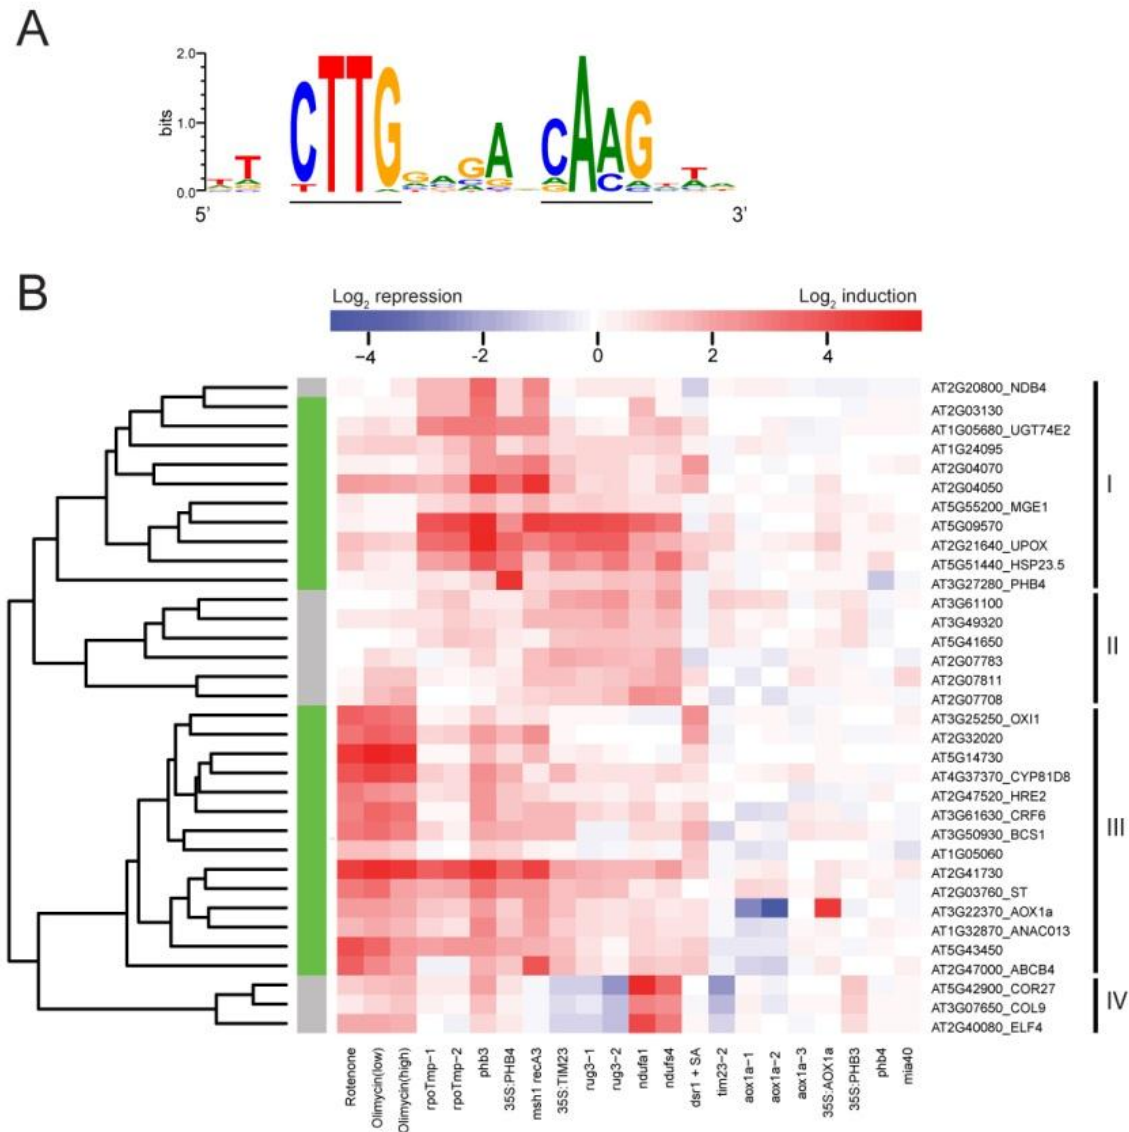 A
2.0
bits
1.0
0.0
CTTG GA CAAG
5' 3'
B
Log2 repression Log2 induction
−4 -2 0 2 4
AT2G20800_NDB4
AT2G03130
AT1G05680_UGT74E2
AT1G24095
AT2G04070
AT2G04050
AT5G55200_MGE1
AT5G09570
AT2G21640_UPOX
AT5G51440_HSP23.5
AT3G27280_PHB4
I
AT3G61100
AT3G49320
AT5G41650
AT2G07783
AT2G07811
AT2G07708
II
AT3G25250_OXI1
AT2G32020
AT5G14730
AT4G37370_CYP81D8
AT2G47520_HRE2
AT3G61630_CRF6
AT3G50930_BCS1
AT1G05060
AT2G41730
AT2G03760_ST
AT3G22370_AOX1a
AT1G32870_ANAC013
AT5G43450
AT2G47000_ABCB4
III
AT5G42900_COR27
AT3G07650_COL9
AT2G40080_ELF4
IV
Rotenone
Olimycin(low)
Olimycin(high)
rpoTmp−1
rpoTmp−2
phb3
35S:PHB4
msh1 recA3
35S:TIM23
rug3−1
rug3−2
ndufa1
ndufs4
dsr1 + SA
tim23−2
aox1a−1
aox1a−2
aox1a−3
35S:AOX1a
35S:PHB3
phb4
mia40